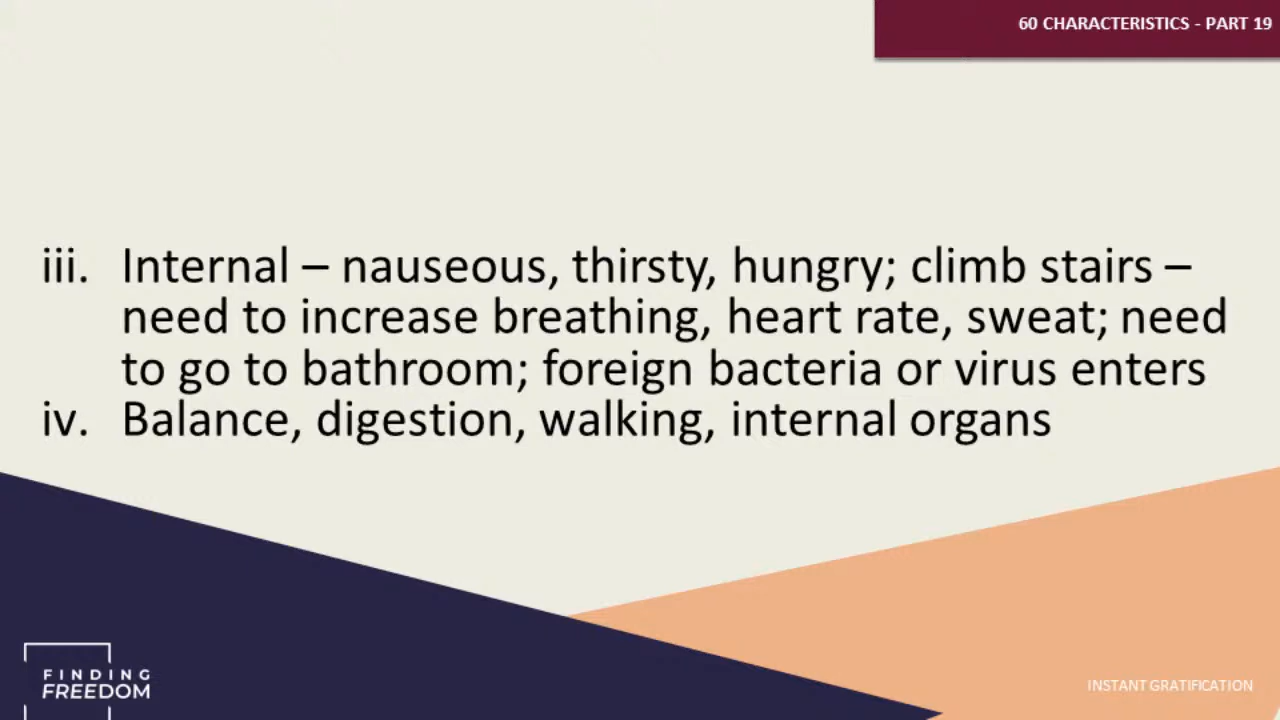 60 CHARACTERISTICS - PART 19
iii. Internal – nauseous, thirsty, hungry; climb stairs –
need to increase breathing, heart rate, sweat; need
to go to bathroom; foreign bacteria or virus enters
iv. Balance, digestion, walking, internal organs
FINDING
FREEDOM
INSTANT GRATIFICATION